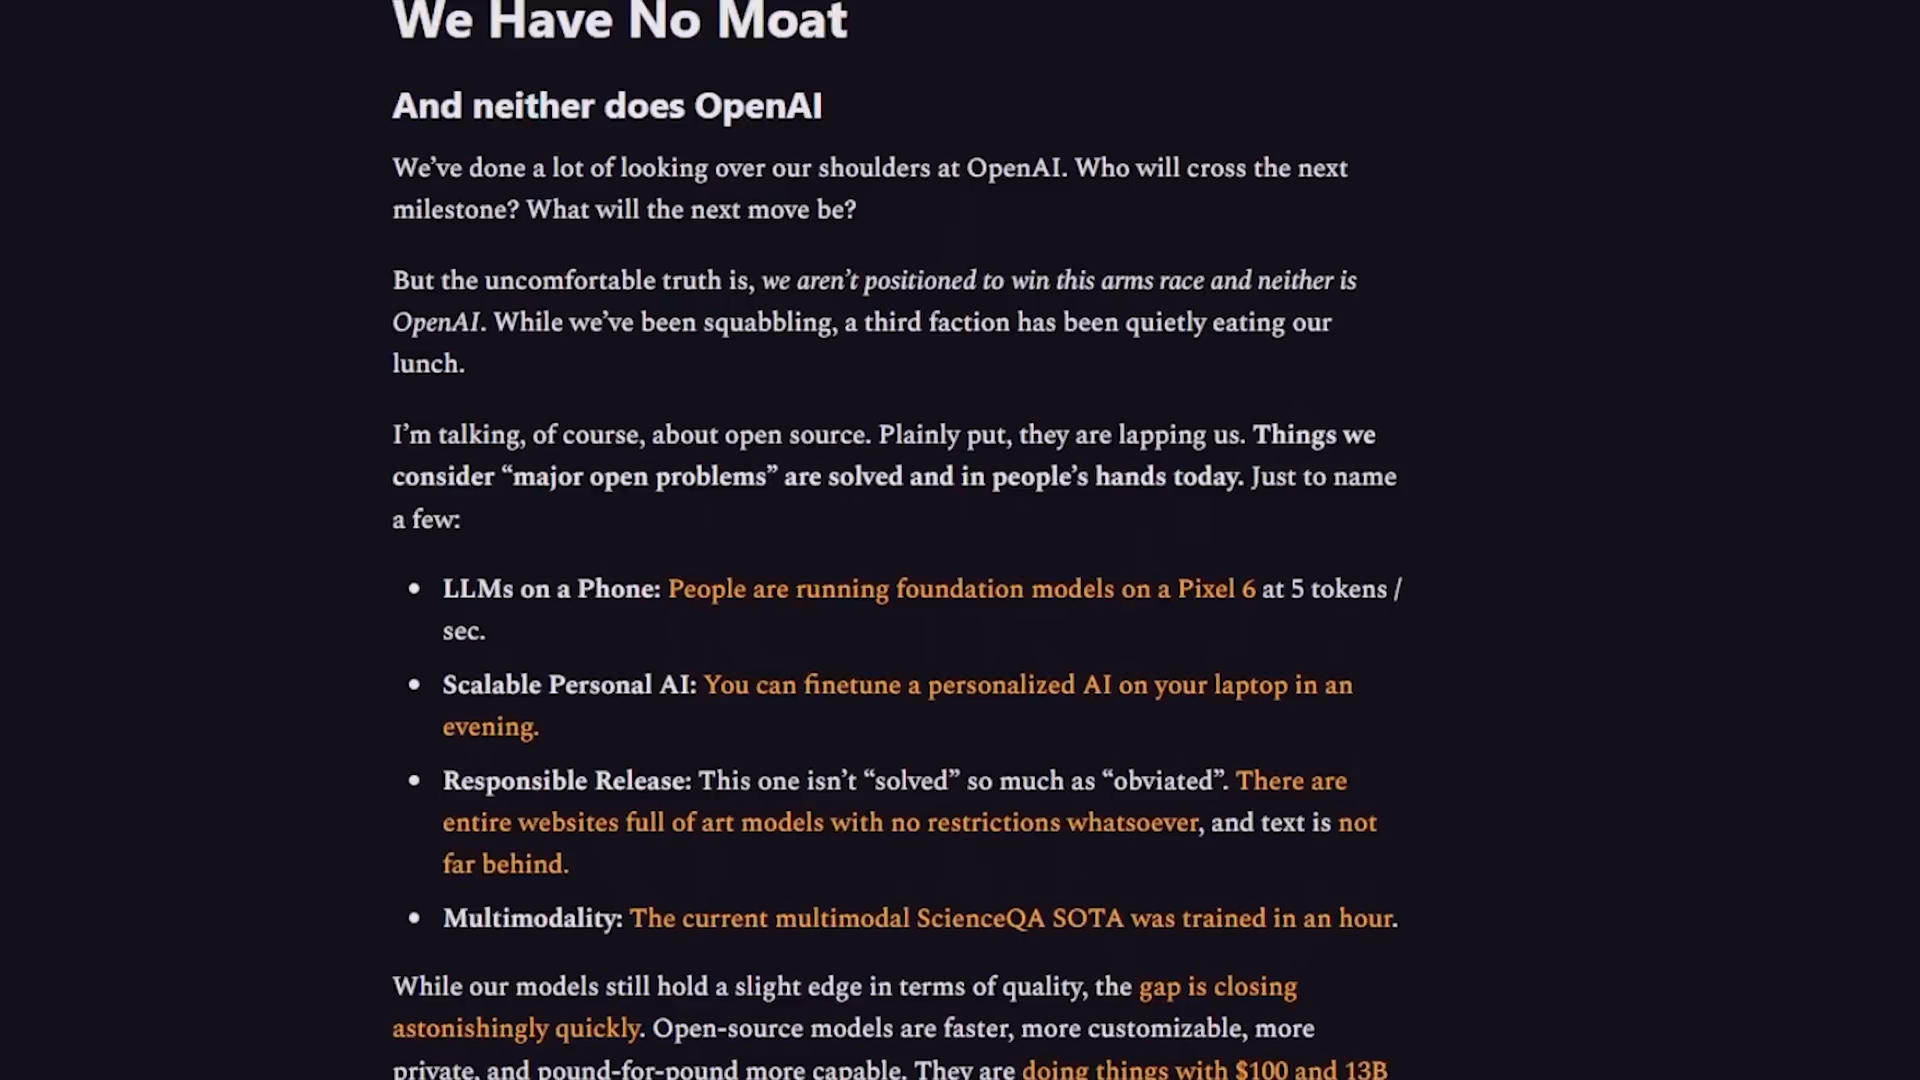 We Have No Moat
And neither does OpenAI
We’ve done a lot of looking over our shoulders at OpenAI. Who will cross the next
milestone? What will the next move be?
But the uncomfortable truth is, we aren’t positioned to win this arms race and neither is
OpenAI. While we’ve been squabbling, a third faction has been quietly eating our
lunch.
I’m talking, of course, about open source. Plainly put, they are lapping us. Things we
consider “major open problems” are solved and in people’s hands today. Just to name
a few:
• LLMs on a Phone: People are running foundation models on a Pixel 6 at 5 tokens /
sec.
• Scalable Personal AI: You can finetune a personalized AI on your laptop in an
evening.
• Responsible Release: This one isn’t “solved” so much as “obviated”. There are
entire websites full of art models with no restrictions whatsoever, and text is not
far behind.
• Multimodality: The current multimodal ScienceQA SOTA was trained in an hour.
While our models still hold a slight edge in terms of quality, the gap is closing
astonishingly quickly. Open-source models are faster, more customizable, more
private, and pound-for-pound more capable. They are doing things with $100 and 13B